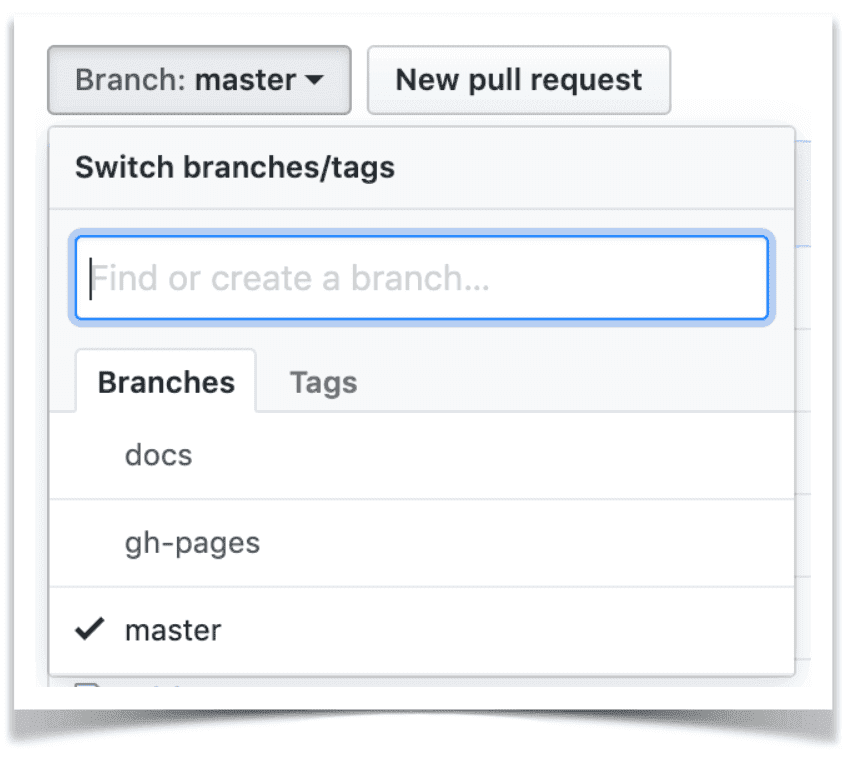 Branch: master New pull request
Switch branches/tags
Find or create a branch...
Branches Tags
docs
gh-pages
master